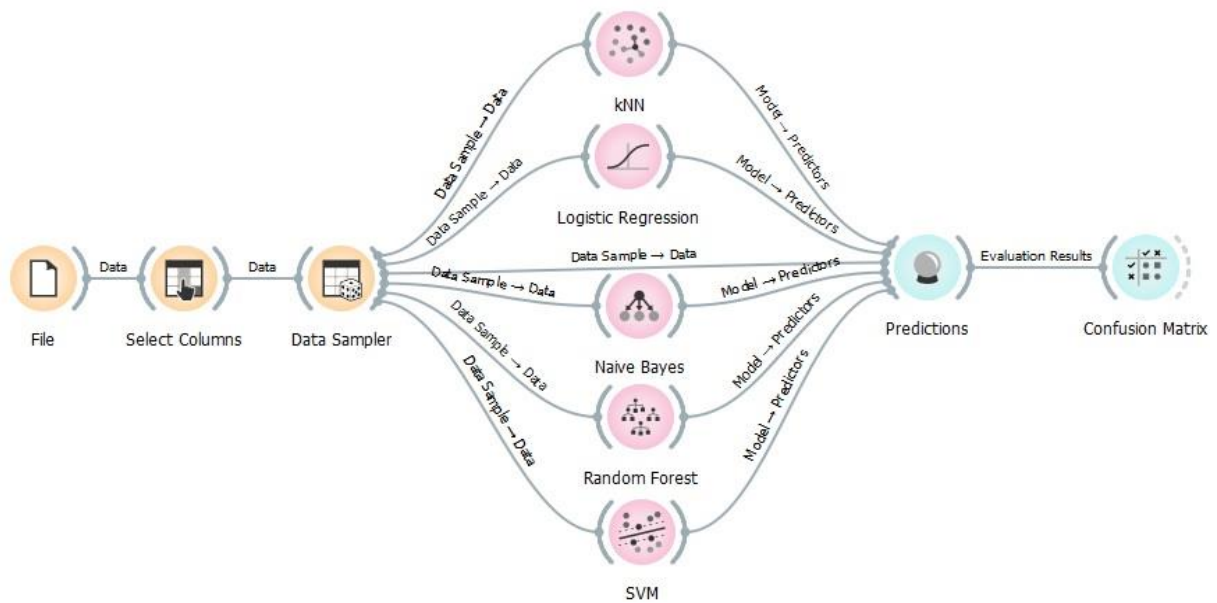 Data Sample → Data
kNN
Model → Predictors
Data Sample → Data
Logistic Regression
Model → Predictors
File
Data
Select Columns
Data
Data Sampler
Data Sample → Data
Data Sample → Data
Naive Bayes
Model → Predictors
Predictions
Evaluation Results
Confusion Matrix
Data Sample → Data
Random Forest
Model → Predictors
Data Sample → Data
SVM
Model → Predictors